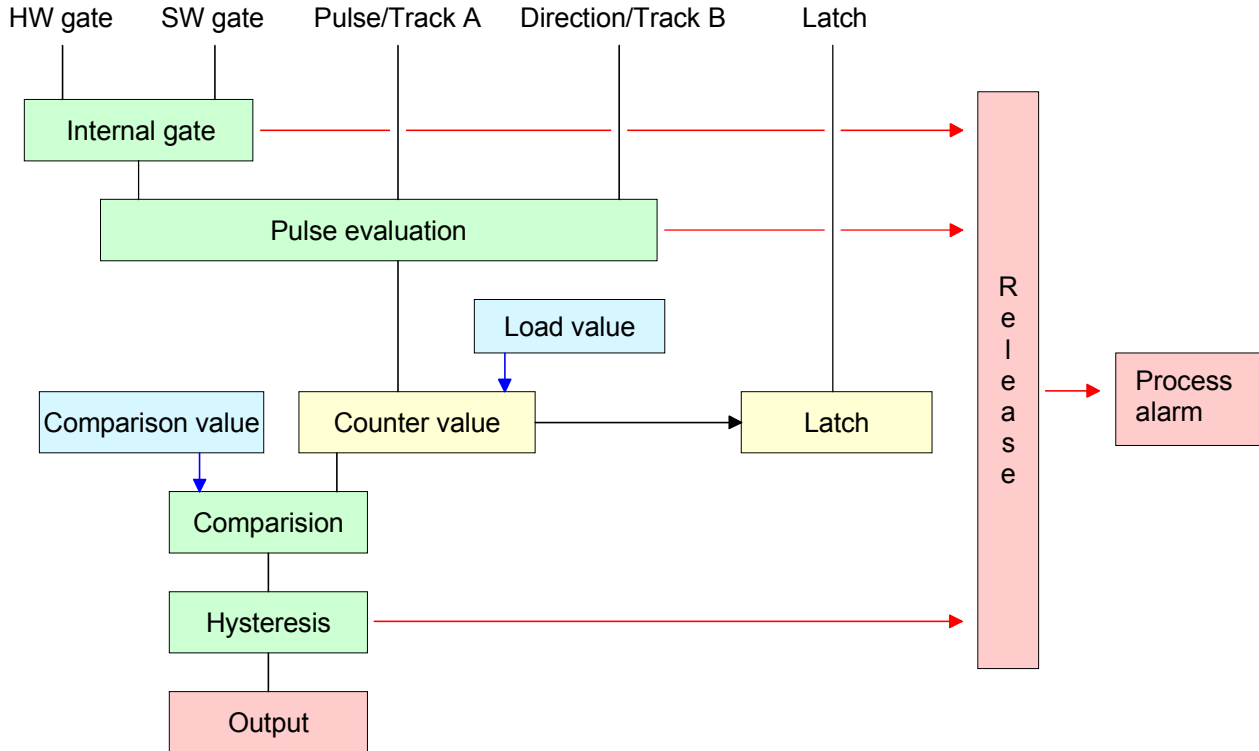 HW gate SW gate Pulse/Track A Direction/Track B Latch
Internal gate
Pulse evaluation
Release
Load value
Process
alarm
Comparison value
Counter value
Latch
Comparision
Hysteresis
Output